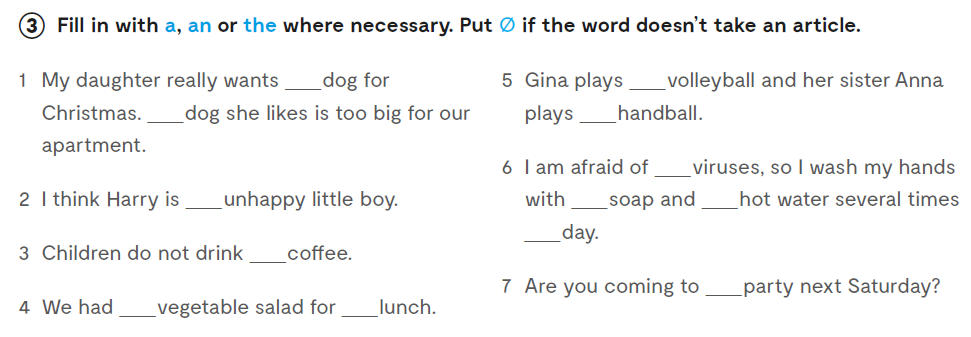 3 Fill in with a, an or the where necessary. Put Ø if the word doesn't take an article.
1 My daughter really wants ___dog for
Christmas. ___dog she likes is too big for our
apartment.
2 I think Harry is ___unhappy little boy.
3 Children do not drink ___coffee.
4 We had ___vegetable salad for ___lunch.
5 Gina plays ___volleyball and her sister Anna
plays ___handball.
6 I am afraid of ___viruses, so I wash my hands
with ___soap and ___hot water several times
___day.
7 Are you coming to ___party next Saturday?